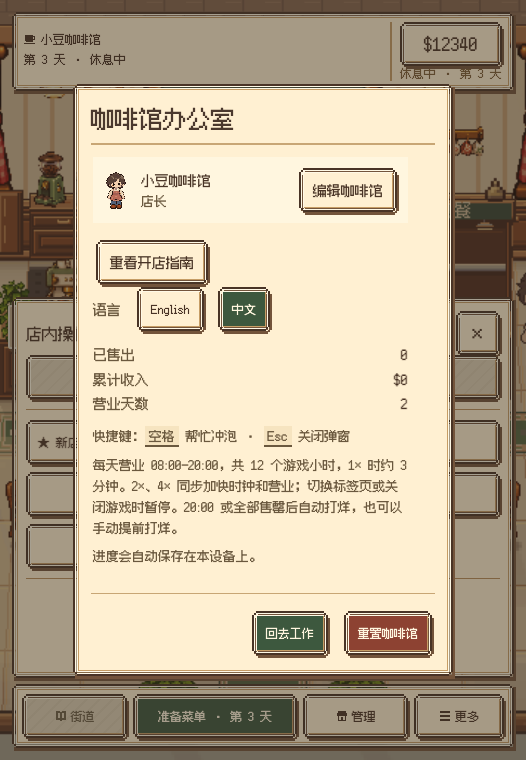 小豆咖啡馆
第 3 天 · 休息中
$12340
休息中 · 第 3 天
咖啡馆办公室
小豆咖啡馆
店长
编辑咖啡馆
重看开店指南
语言
English
中文
店内操
×
已售出 0
累计收入 $0
营业天数 2
★ 新店
快捷键: 空格 帮忙冲泡 · Esc 关闭弹窗
每天营业 08:00–20:00，共 12 个游戏小时，1× 时约 3
分钟。2×、4× 同步加快时钟和营业；切换标签页或关
闭游戏时暂停。20:00 或全部售罄后自动打烊，也可以
手动提前打烊。
进度会自动保存在本设备上。
回去工作
重置咖啡馆
街道
准备菜单 · 第 3 天
管理
更多